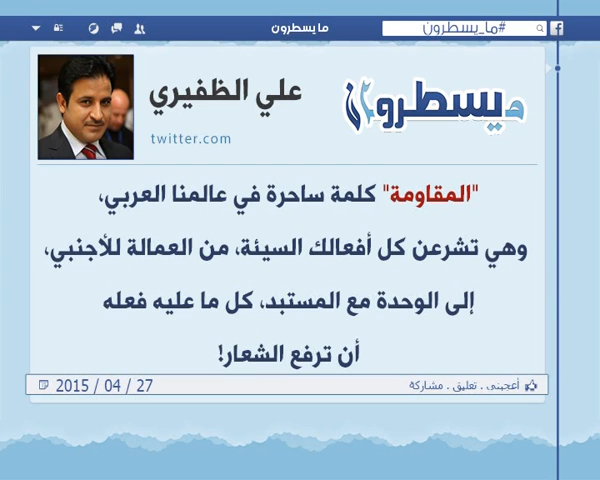 ما يسطرون
#ما_يسطرون
علي الظفيري
ما يسطرون
twitter.com
"المقاومة" كلمة ساحرة في عالمنا العربي،
وهي تشرعن كل أفعالك السيئة، من العمالة للأجنبي،
إلى الوحدة مع المستبد، كل ما عليه فعله
أن ترفع الشعار!
أعجبني . تعليق . مشاركة
27 / 04 / 2015